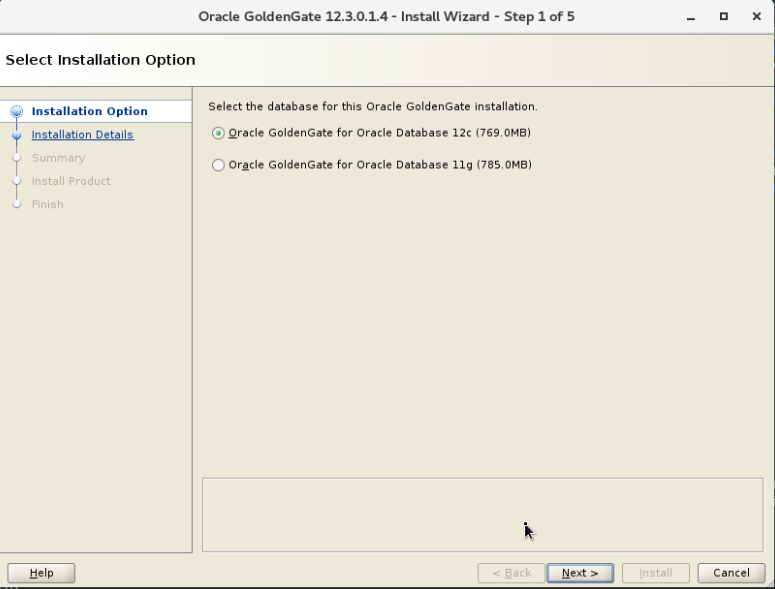 Oracle GoldenGate 12.3.0.1.4 - Install Wizard - Step 1 of 5
Select Installation Option
Installation Option
Installation Details
Summary
Install Product
Finish
Select the database for this Oracle GoldenGate installation.
Oracle GoldenGate for Oracle Database 12c (769.0MB)
Oracle GoldenGate for Oracle Database 11g (785.0MB)
Help
< Back
Next >
Install
Cancel